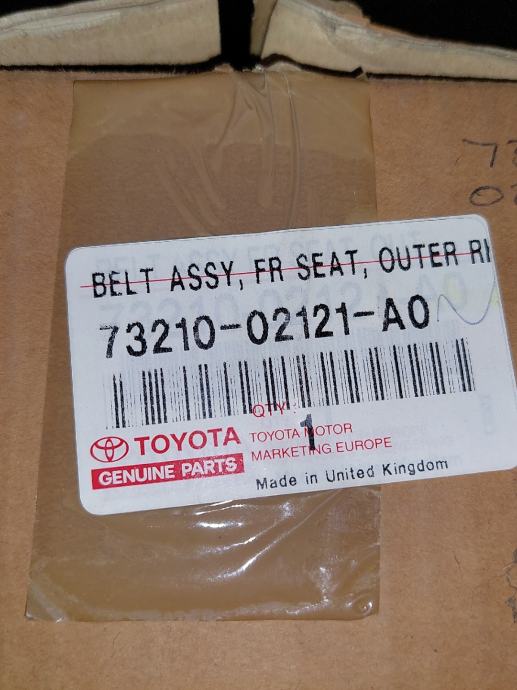 BELT ASSY, FR SEAT, OUTER RI
73210-02121-A0
QTY :
1
TOYOTA
GENUINE PARTS
TOYOTA MOTOR
MARKETING EUROPE
Made in United Kingdom